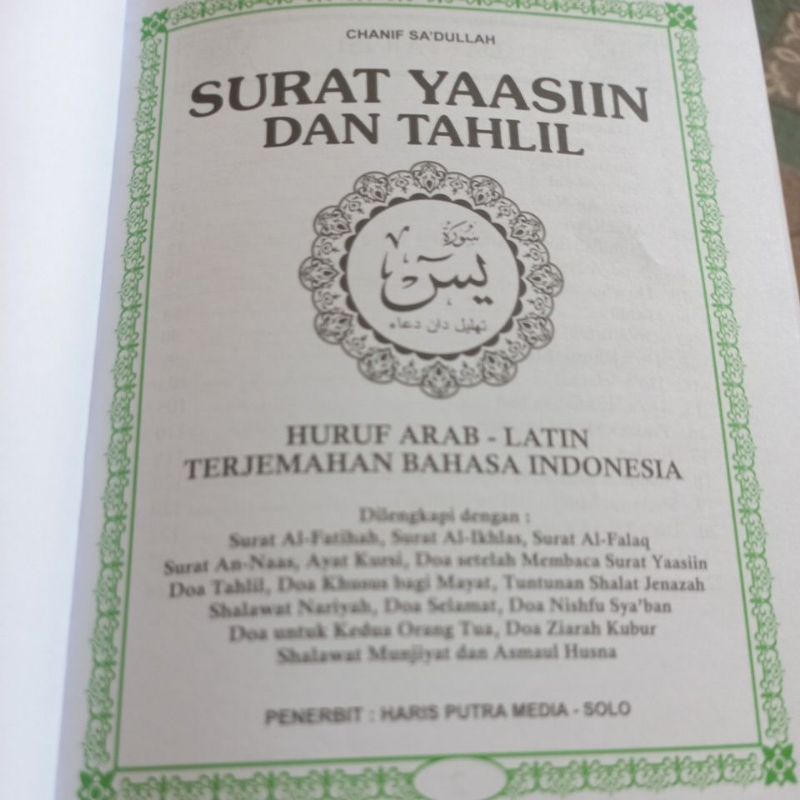 CHANIF SA'DULLAH
SURAT YAASIIN
DAN TAHLIL
سورة
يس
تهليل دان دعاء
HURUF ARAB - LATIN
TERJEMAHAN BAHASA INDONESIA
Dilengkapi dengan :
Surat Al-Fatihah, Surat Al-Ikhlas, Surat Al-Falaq
Surat An-Naas, Ayat Kursi, Doa setelah Membaca Surat Yaasiin
Doa Tahlil, Doa Khusus bagi Mayat, Tuntunan Shalat Jenazah
Shalawat Nariyah, Doa Selamat, Doa Nishfu Sya'ban
Doa untuk Kedua Orang Tua, Doa Ziarah Kubur
Shalawat Munjiyat dan Asmaul Husna
PENERBIT : HARIS PUTRA MEDIA - SOLO